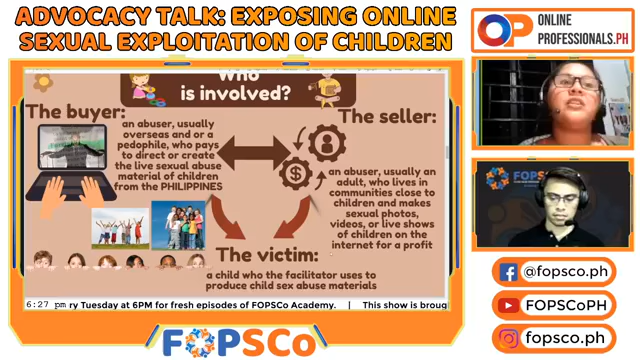 ADVOCACY TALK: EXPOSING ONLINE
SEXUAL EXPLOITATION OF CHILDREN
OP ONLINE
PROFESSIONALS.PH
Who
is involved?
The buyer:
an abuser, usually
overseas and or a
pedophile, who pays
to direct or create
the live sexual abuse
material of children
from the PHILIPPINES
The seller:
an abuser, usually an
adult, who lives in
communities close to
children and makes
sexual photos,
videos, or live shows
of children on the
internet for a profit
$
The victim:
a child who the facilitator uses to
produce child sex abuse materials
6:27 pm ry Tuesday at 6PM for fresh episodes of FOPSCo Academy. | This show is broug
FOPSCo
@fopsco.ph
FOPSCoPH
fopsco.ph